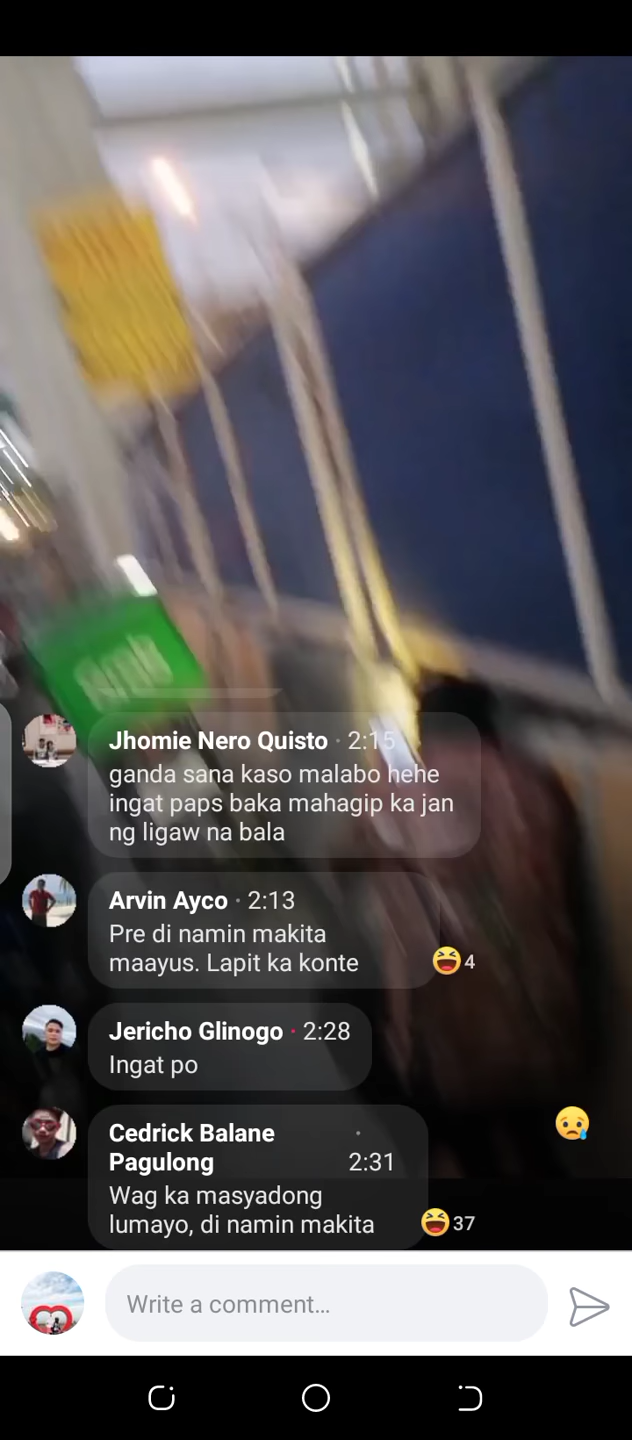 Jhomie Nero Quisto · 2:15
ganda sana kaso malabo hehe
ingat paps baka mahagip ka jan
ng ligaw na bala
Arvin Ayco · 2:13
Pre di namin makita
maayus. Lapit ka konte
4
Jericho Glinogo · 2:28
Ingat po
Cedrick Balane ·
Pagulong 2:31
Wag ka masyadong
lumayo, di namin makita
37
Write a comment...